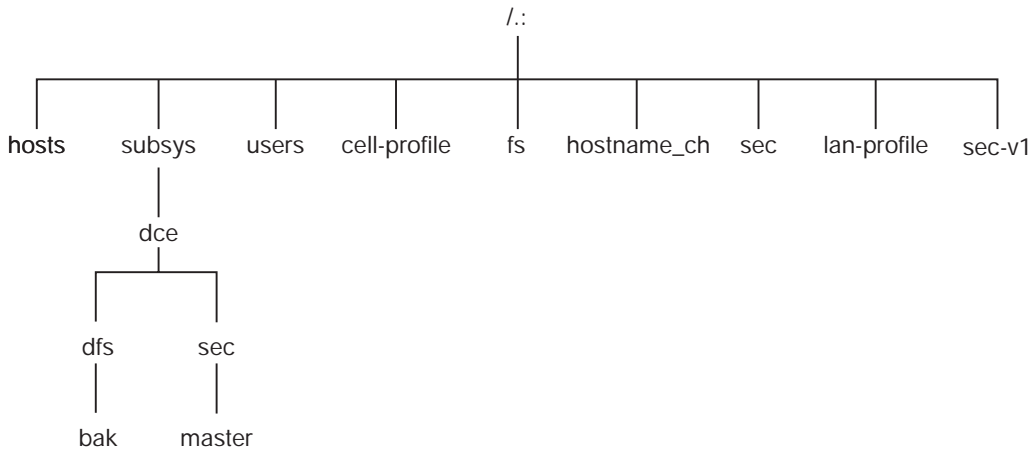 /.:
hosts subsys users cell-profile fs hostname_ch sec lan-profile sec-v1
dce
dfs sec
bak master